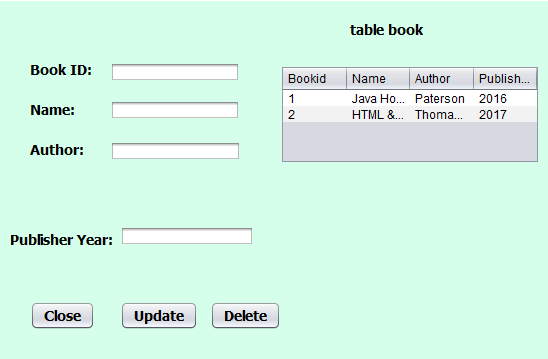 table book
Book ID:
Name:
Author:
Publisher Year:
Bookid Name Author Publish...
1 Java Ho... Paterson 2016
2 HTML &... Thoma... 2017
Close Update Delete